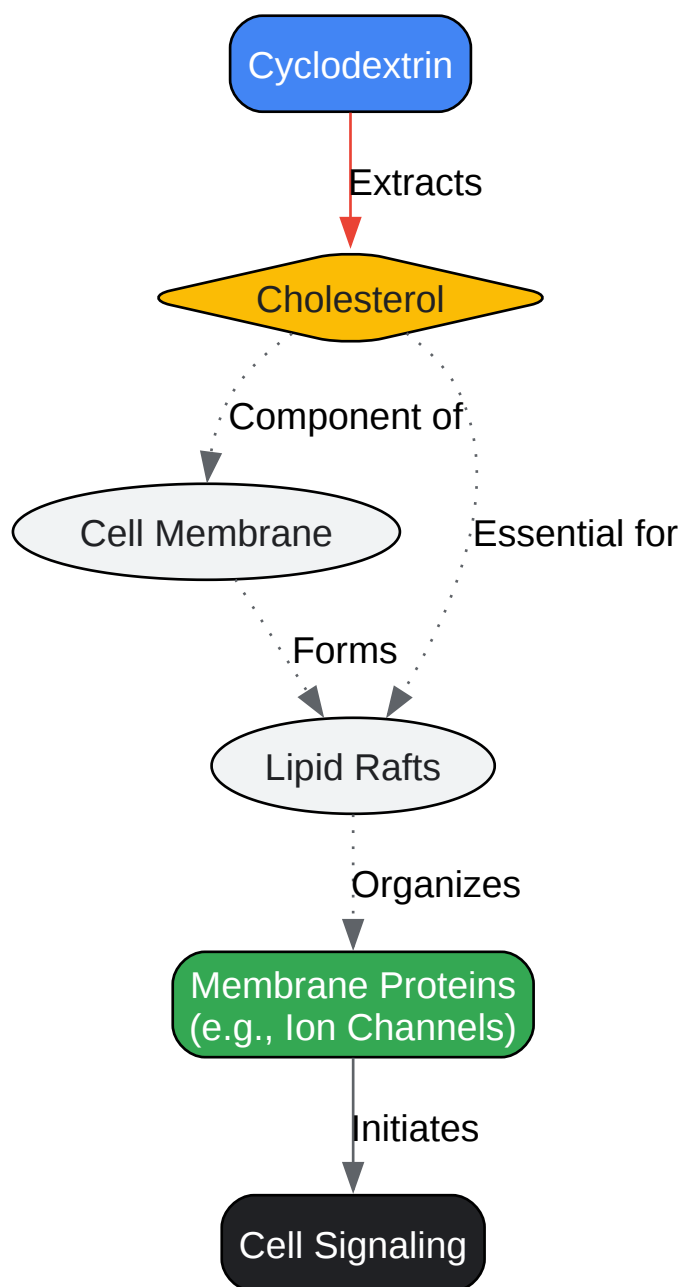 Cyclodextrin
Extracts
Cholesterol
Component of
Cell Membrane
Essential for
Forms
Lipid Rafts
Organizes
Membrane Proteins
(e.g., Ion Channels)
Initiates
Cell Signaling